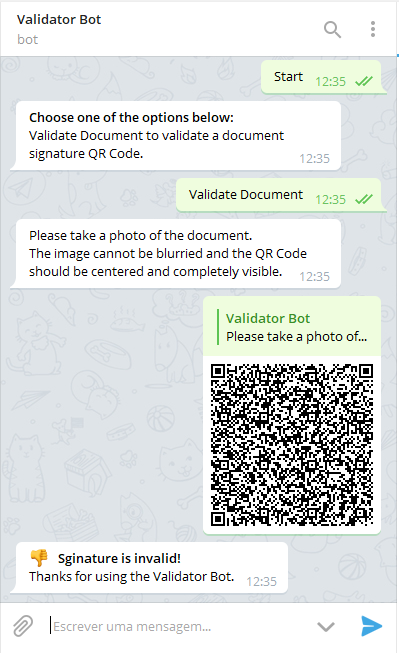 Validator Bot
bot
Start 12:35
Choose one of the options below:
Validate Document to validate a document
signature QR Code.
12:35
Validate Document 12:35
Please take a photo of the document.
The image cannot be blurried and the QR Code
should be centered and completely visible.
12:35
Validator Bot
Please take a photo of...
Sginature is invalid!
Thanks for using the Validator Bot. 12:35
Escrever uma mensagem...